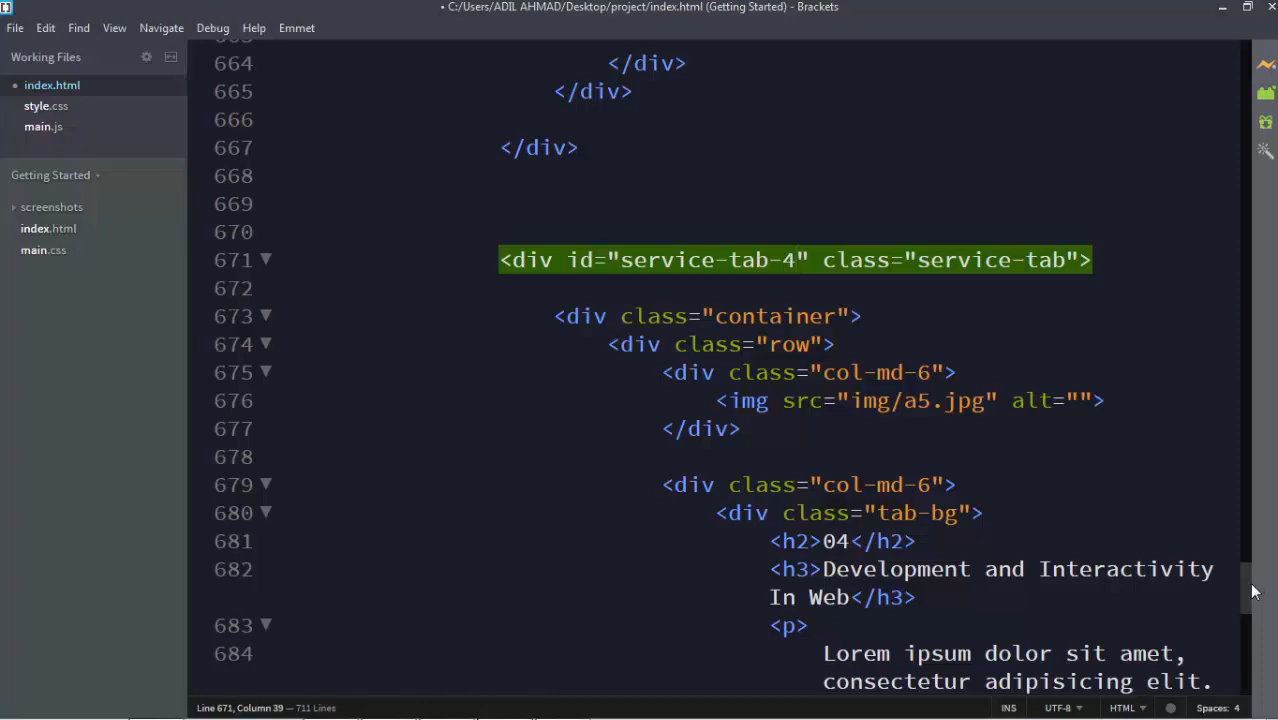 • C:/Users/ADIL AHMAD/Desktop/project/index.html (Getting Started) - Brackets
File Edit Find View Navigate Debug Help Emmet
Working Files
index.html
style.css
main.js
Getting Started
screenshots
index.html
main.css
664 </div>
665 </div>
666
667 </div>
668
669
670
671 <div id="service-tab-4" class="service-tab">
672
673 <div class="container">
674 <div class="row">
675 <div class="col-md-6">
676 <img src="img/a5.jpg" alt="">
677 </div>
678
679 <div class="col-md-6">
680 <div class="tab-bg">
681 <h2>04</h2>
682 <h3>Development and Interactivity
In Web</h3>
683 <p>
684 Lorem ipsum dolor sit amet,
consectetur adipisicing elit.
Line 671, Column 39 — 711 Lines
INS UTF-8 HTML Spaces: 4